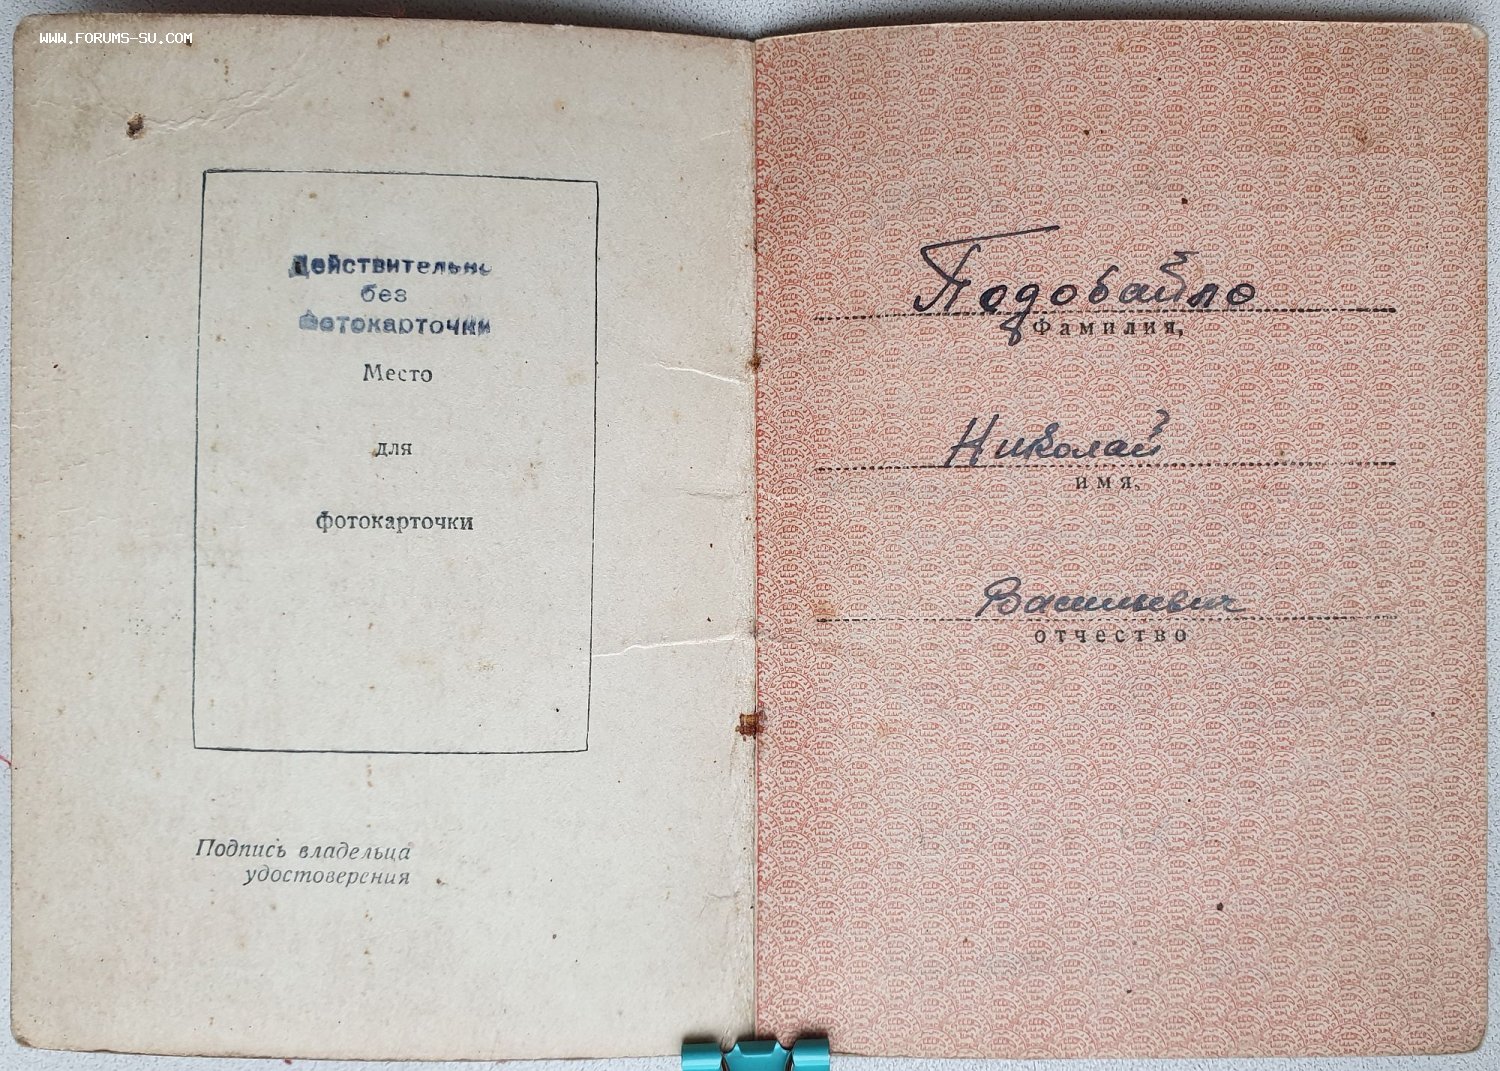 WWW.FORUMS-SU.COM
Действительно
без
фотокарточки
Место
для
фотокарточки
Подпись владельца
удостоверения
Подобайло
Фамилия,
Николай
имя,
Васильевич
отчество